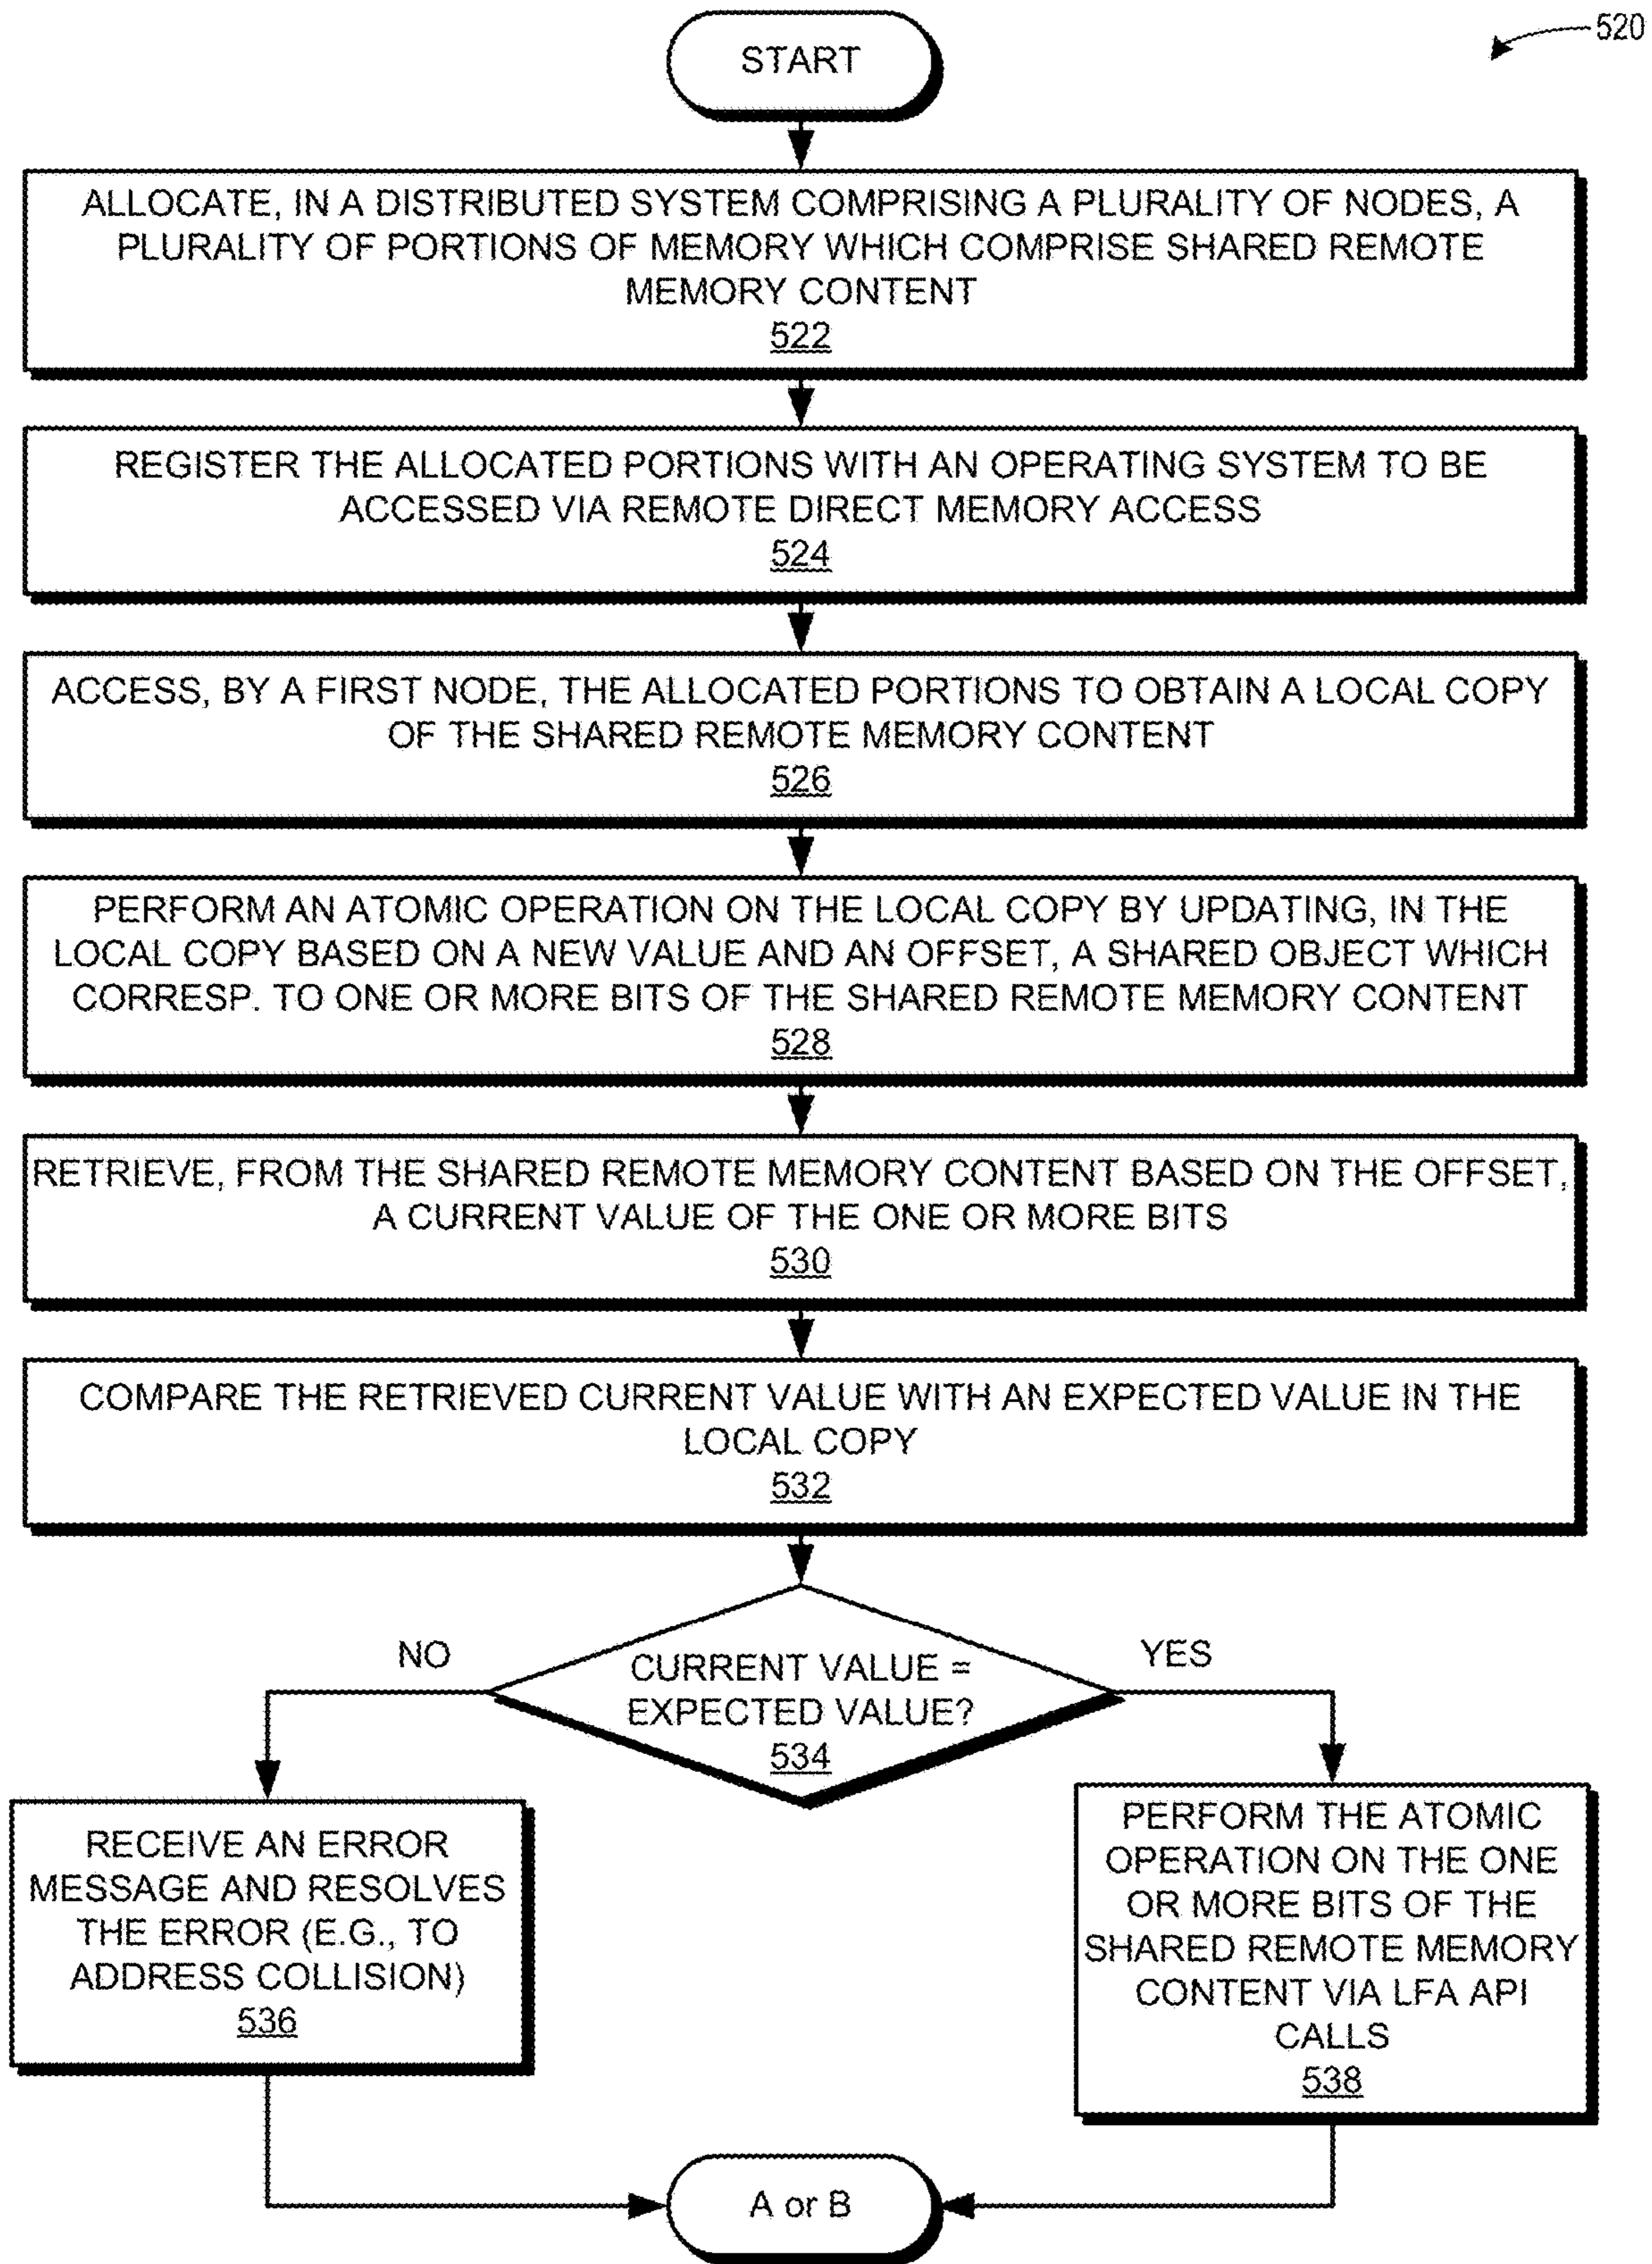 520
START
ALLOCATE, IN A DISTRIBUTED SYSTEM COMPRISING A PLURALITY OF NODES, A
PLURALITY OF PORTIONS OF MEMORY WHICH COMPRISE SHARED REMOTE
MEMORY CONTENT
522
REGISTER THE ALLOCATED PORTIONS WITH AN OPERATING SYSTEM TO BE
ACCESSED VIA REMOTE DIRECT MEMORY ACCESS
524
ACCESS, BY A FIRST NODE, THE ALLOCATED PORTIONS TO OBTAIN A LOCAL COPY
OF THE SHARED REMOTE MEMORY CONTENT
526
PERFORM AN ATOMIC OPERATION ON THE LOCAL COPY BY UPDATING, IN THE
LOCAL COPY BASED ON A NEW VALUE AND AN OFFSET, A SHARED OBJECT WHICH
CORRESP. TO ONE OR MORE BITS OF THE SHARED REMOTE MEMORY CONTENT
528
RETRIEVE, FROM THE SHARED REMOTE MEMORY CONTENT BASED ON THE OFFSET,
A CURRENT VALUE OF THE ONE OR MORE BITS
530
COMPARE THE RETRIEVED CURRENT VALUE WITH AN EXPECTED VALUE IN THE
LOCAL COPY
532
NO
YES
CURRENT VALUE =
EXPECTED VALUE?
534
RECEIVE AN ERROR
MESSAGE AND RESOLVES
THE ERROR (E.G., TO
ADDRESS COLLISION)
536
PERFORM THE ATOMIC
OPERATION ON THE ONE
OR MORE BITS OF THE
SHARED REMOTE MEMORY
CONTENT VIA LFA API
CALLS
538
A or B